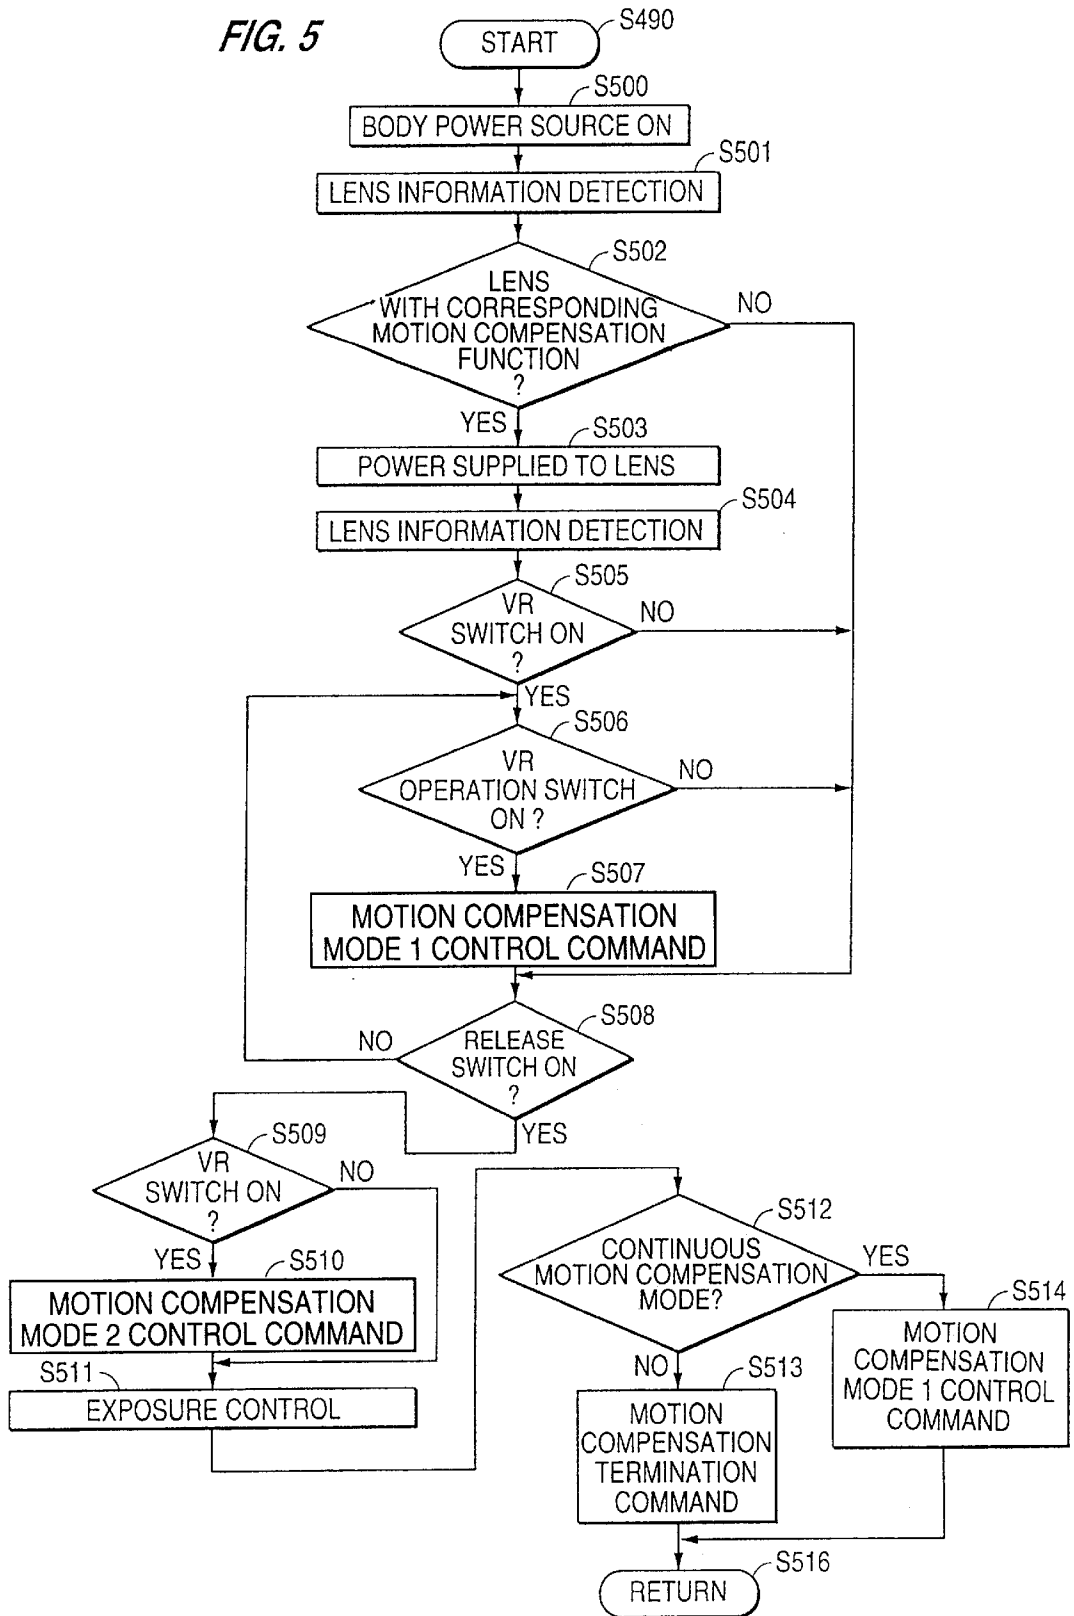 FIG. 5
START
S490
S500
BODY POWER SOURCE ON
S501
LENS INFORMATION DETECTION
S502
LENS
WITH CORRESPONDING
MOTION COMPENSATION
FUNCTION
?
NO
YES
S503
POWER SUPPLIED TO LENS
S504
LENS INFORMATION DETECTION
S505
VR
SWITCH ON
?
NO
YES
S506
VR
OPERATION SWITCH
ON ?
NO
YES
S507
MOTION COMPENSATION
MODE 1 CONTROL COMMAND
S508
RELEASE
SWITCH ON
?
NO
YES
S509
VR
SWITCH ON
?
NO
YES
S510
MOTION COMPENSATION
MODE 2 CONTROL COMMAND
S511
EXPOSURE CONTROL
S512
CONTINUOUS
MOTION COMPENSATION
MODE?
YES
NO
S513
MOTION
COMPENSATION
TERMINATION
COMMAND
S514
MOTION
COMPENSATION
MODE 1 CONTROL
COMMAND
S516
RETURN